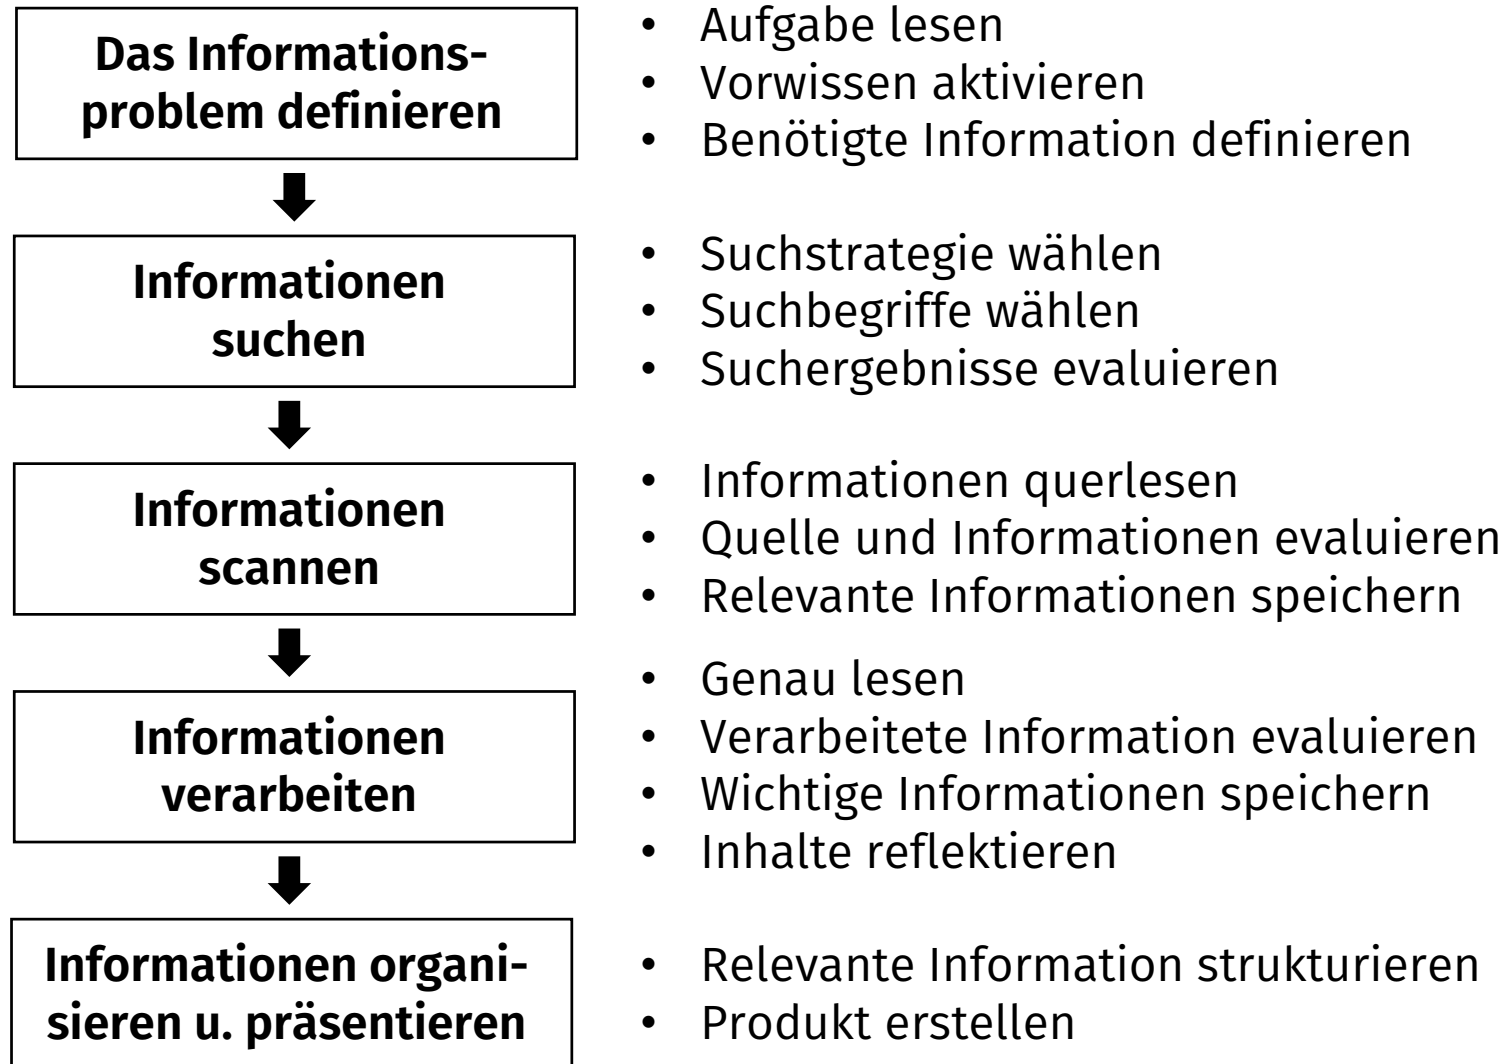 Das Informations-
problem definieren
• Aufgabe lesen
• Vorwissen aktivieren
• Benötigte Information definieren
Informationen
suchen
• Suchstrategie wählen
• Suchbegriffe wählen
• Suchergebnisse evaluieren
Informationen
scannen
• Informationen querlesen
• Quelle und Informationen evaluieren
• Relevante Informationen speichern
Informationen
verarbeiten
• Genau lesen
• Verarbeitete Information evaluieren
• Wichtige Informationen speichern
• Inhalte reflektieren
Informationen organi-
sieren u. präsentieren
• Relevante Information strukturieren
• Produkt erstellen